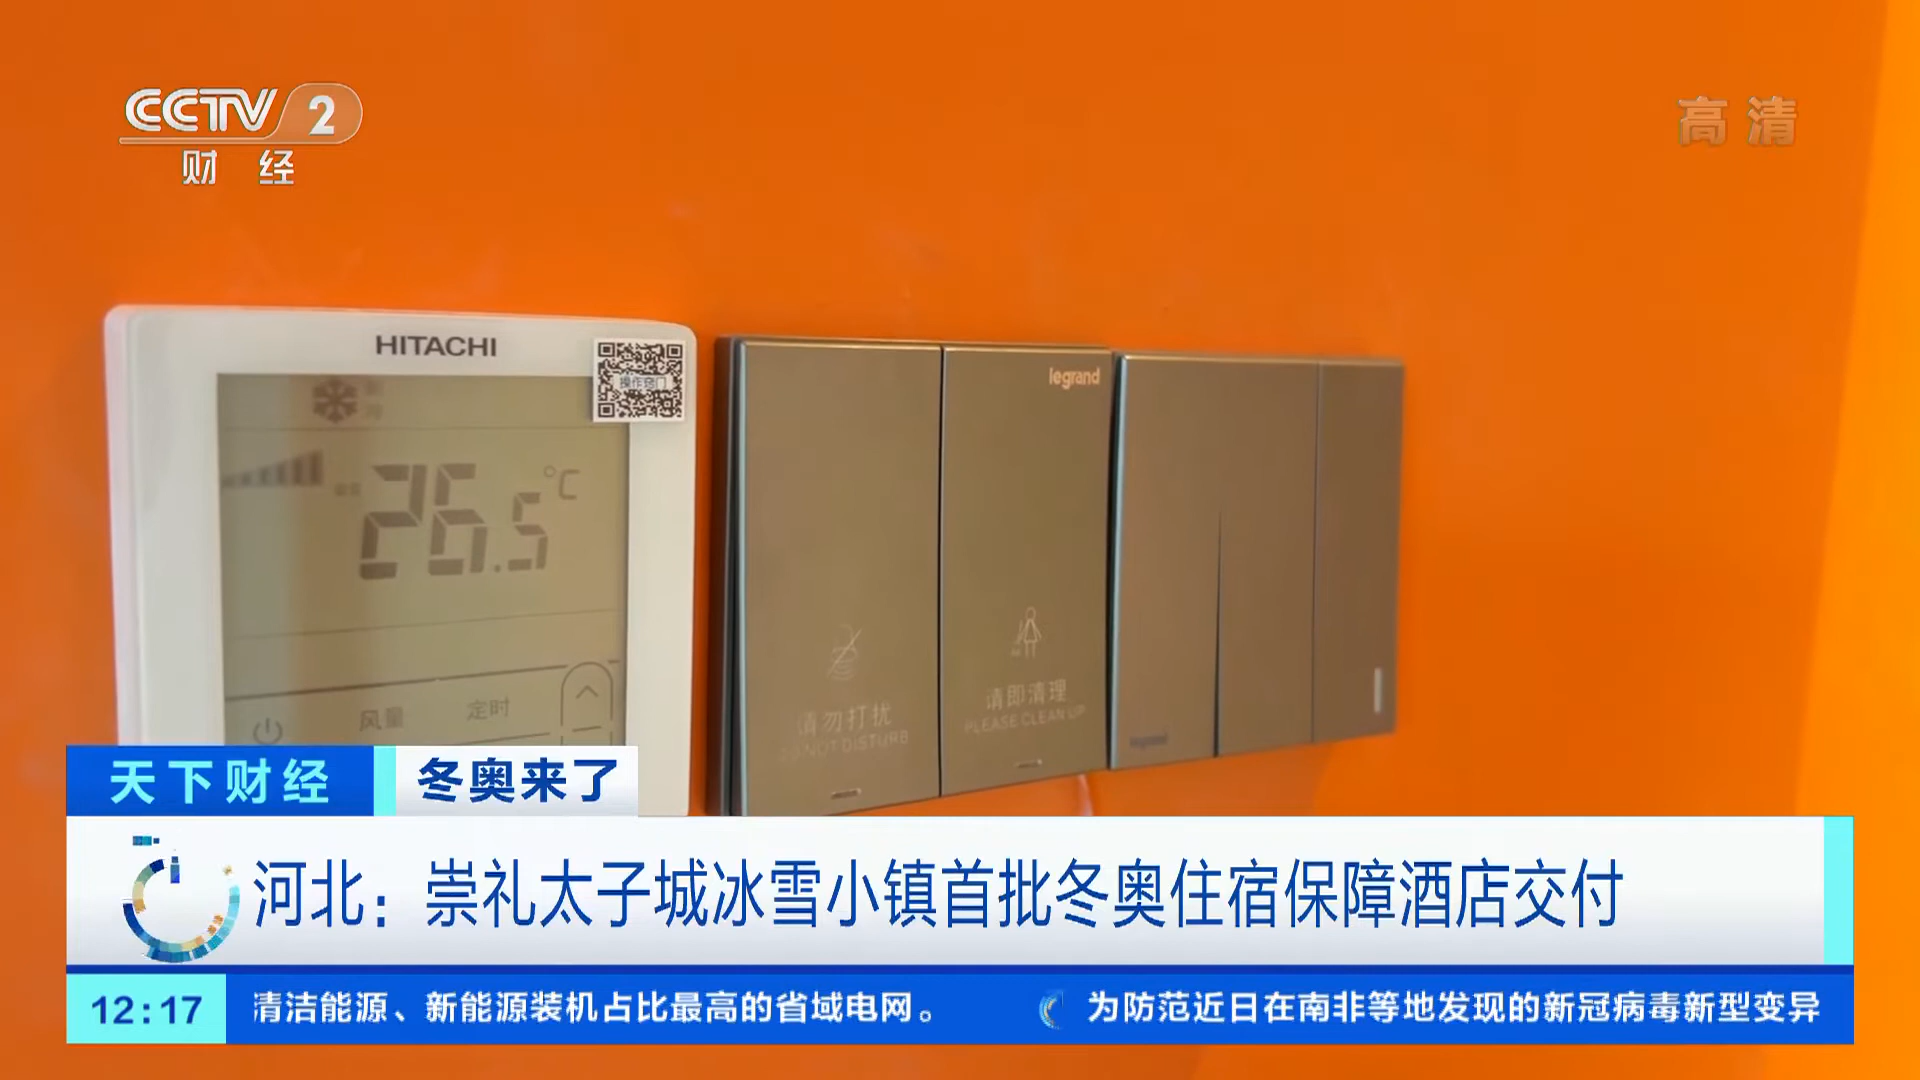 CCTV 2
财 经
高 清
HITACHI
操作窍门
26.5°C
风量
定时
legrand
请勿打扰
DO NOT DISTURB
请即清理
PLEASE CLEAN UP
legrand
天下财经
冬奥来了
河北：崇礼太子城冰雪小镇首批冬奥住宿保障酒店交付
12:17
清洁能源、新能源装机占比最高的省域电网。
为防范近日在南非等地发现的新冠病毒新型变异